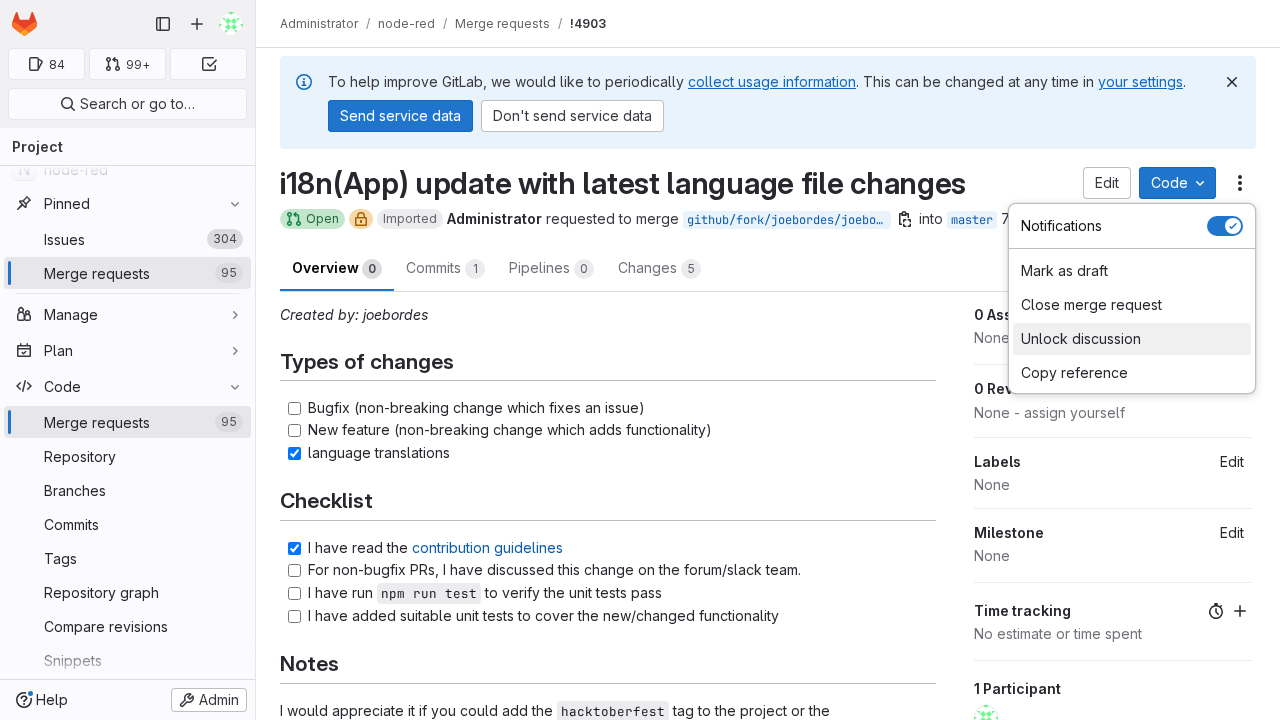 Administrator / node-red / Merge requests / !4903
84
99+
Search or go to…
Project
N node-red
Pinned
Issues 304
Merge requests 95
Manage
Plan
Code
Merge requests 95
Repository
Branches
Commits
Tags
Repository graph
Compare revisions
Snippets
Help
Admin
To help improve GitLab, we would like to periodically collect usage information. This can be changed at any time in your settings.
Send service data
Don't send service data
i18n(App) update with latest language file changes
Edit
Code
Open
Imported
Administrator requested to merge github/fork/joebordes/joebo… into master 7
Notifications
Mark as draft
Close merge request
Unlock discussion
Copy reference
Overview 0
Commits 1
Pipelines 0
Changes 5
Created by: joebordes
Types of changes
Bugfix (non-breaking change which fixes an issue)
New feature (non-breaking change which adds functionality)
language translations
Checklist
I have read the contribution guidelines
For non-bugfix PRs, I have discussed this change on the forum/slack team.
I have run npm run test to verify the unit tests pass
I have added suitable unit tests to cover the new/changed functionality
Notes
I would appreciate it if you could add the hacktoberfest tag to the project or the
0 Ass
None
0 Rev
None - assign yourself
Labels
Edit
None
Milestone
Edit
None
Time tracking
No estimate or time spent
1 Participant